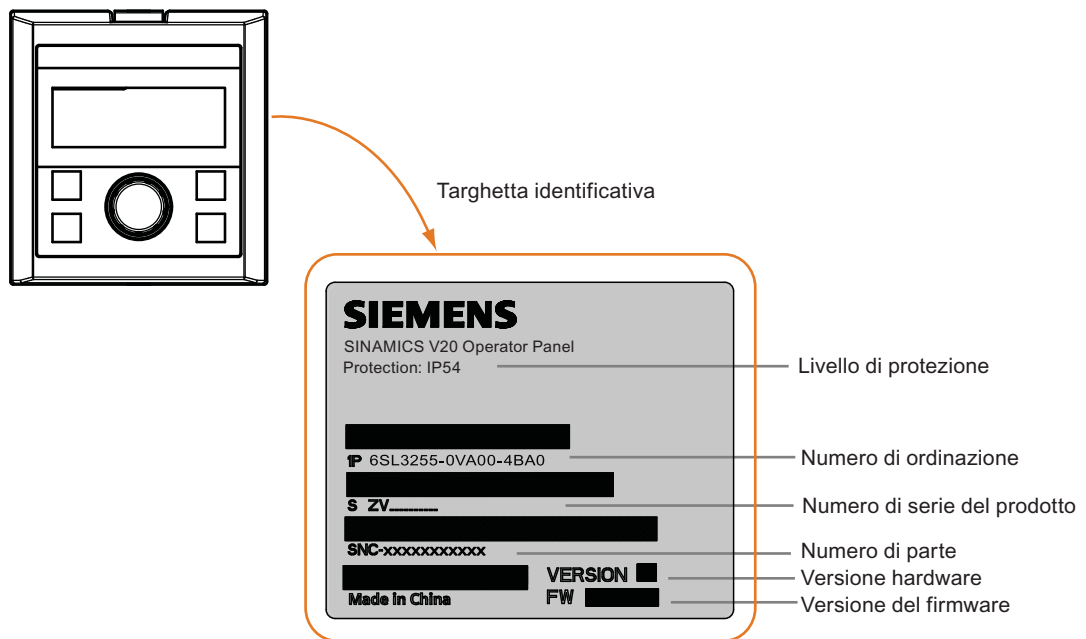 Targhetta identificativa
SIEMENS
SINAMICS V20 Operator Panel
Protection: IP54
Livello di protezione
1P 6SL3255-0VA00-4BA0
Numero di ordinazione
S ZV_________
Numero di serie del prodotto
SNC-xxxxxxxxxxx
Numero di parte
VERSION
Versione hardware
Made in China
FW
Versione del firmware